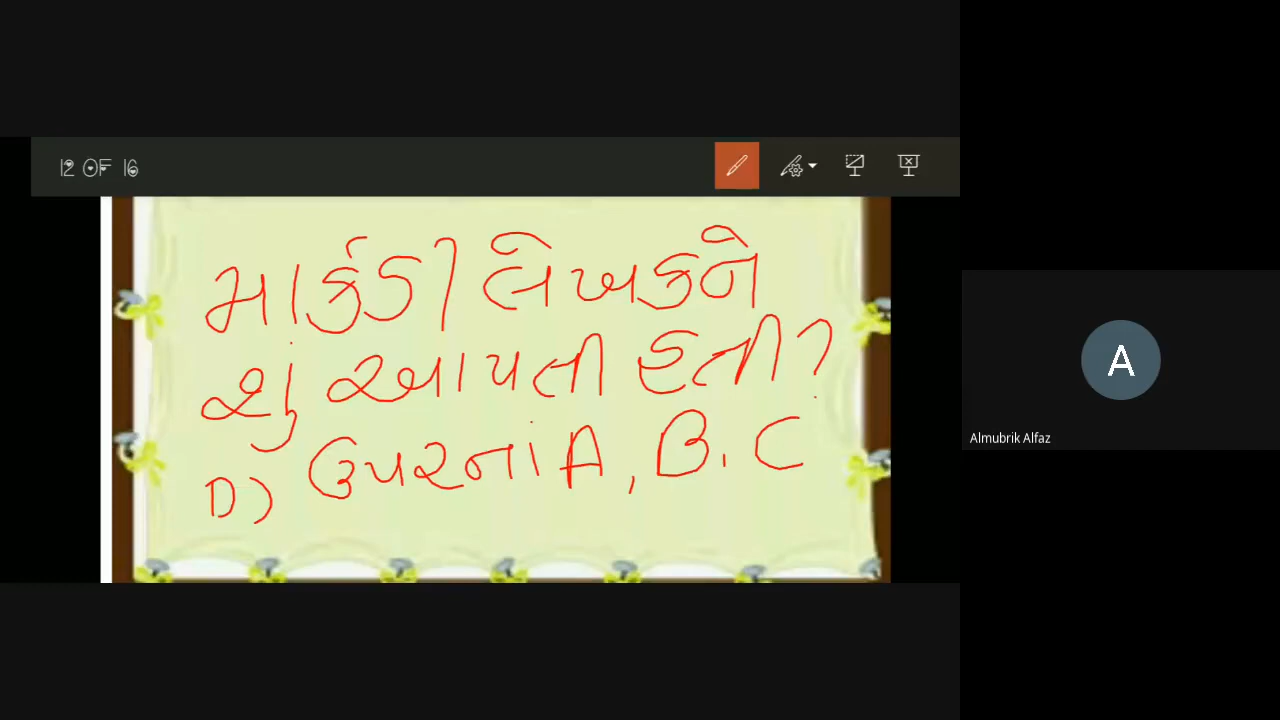 12 OF 16
માર્કંડી લેખકને
શું આપતી હતી?
D) ઉપરનાં A, B. C
A
Almubrik Alfaz